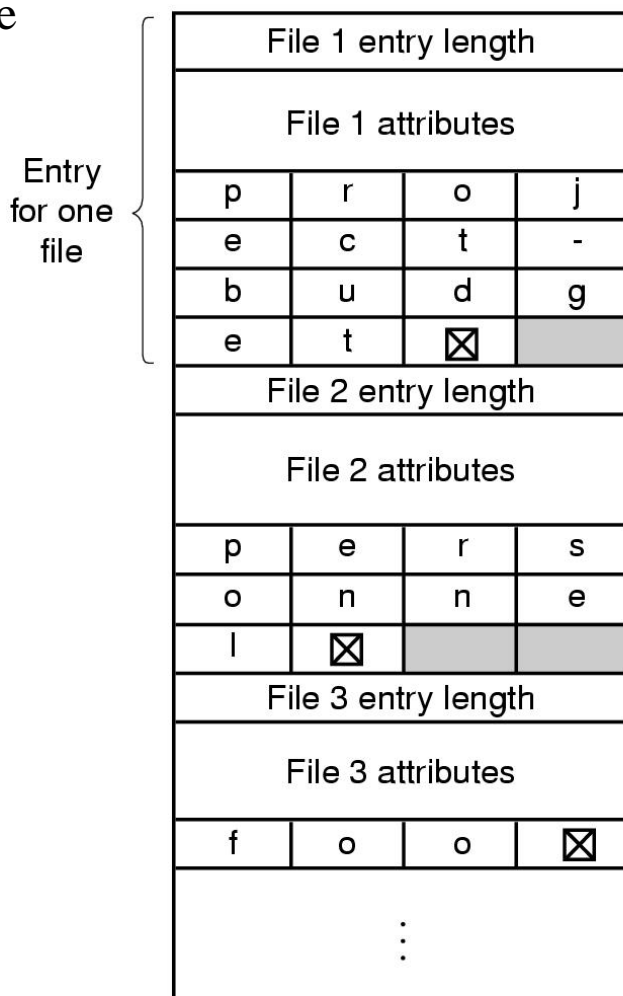 e
File 1 entry length
File 1 attributes
Entry
for one
file
p r o j
e c t -
b u d g
e t ☒
File 2 entry length
File 2 attributes
p e r s
o n n e
l ☒
File 3 entry length
File 3 attributes
f o o ☒
⋮